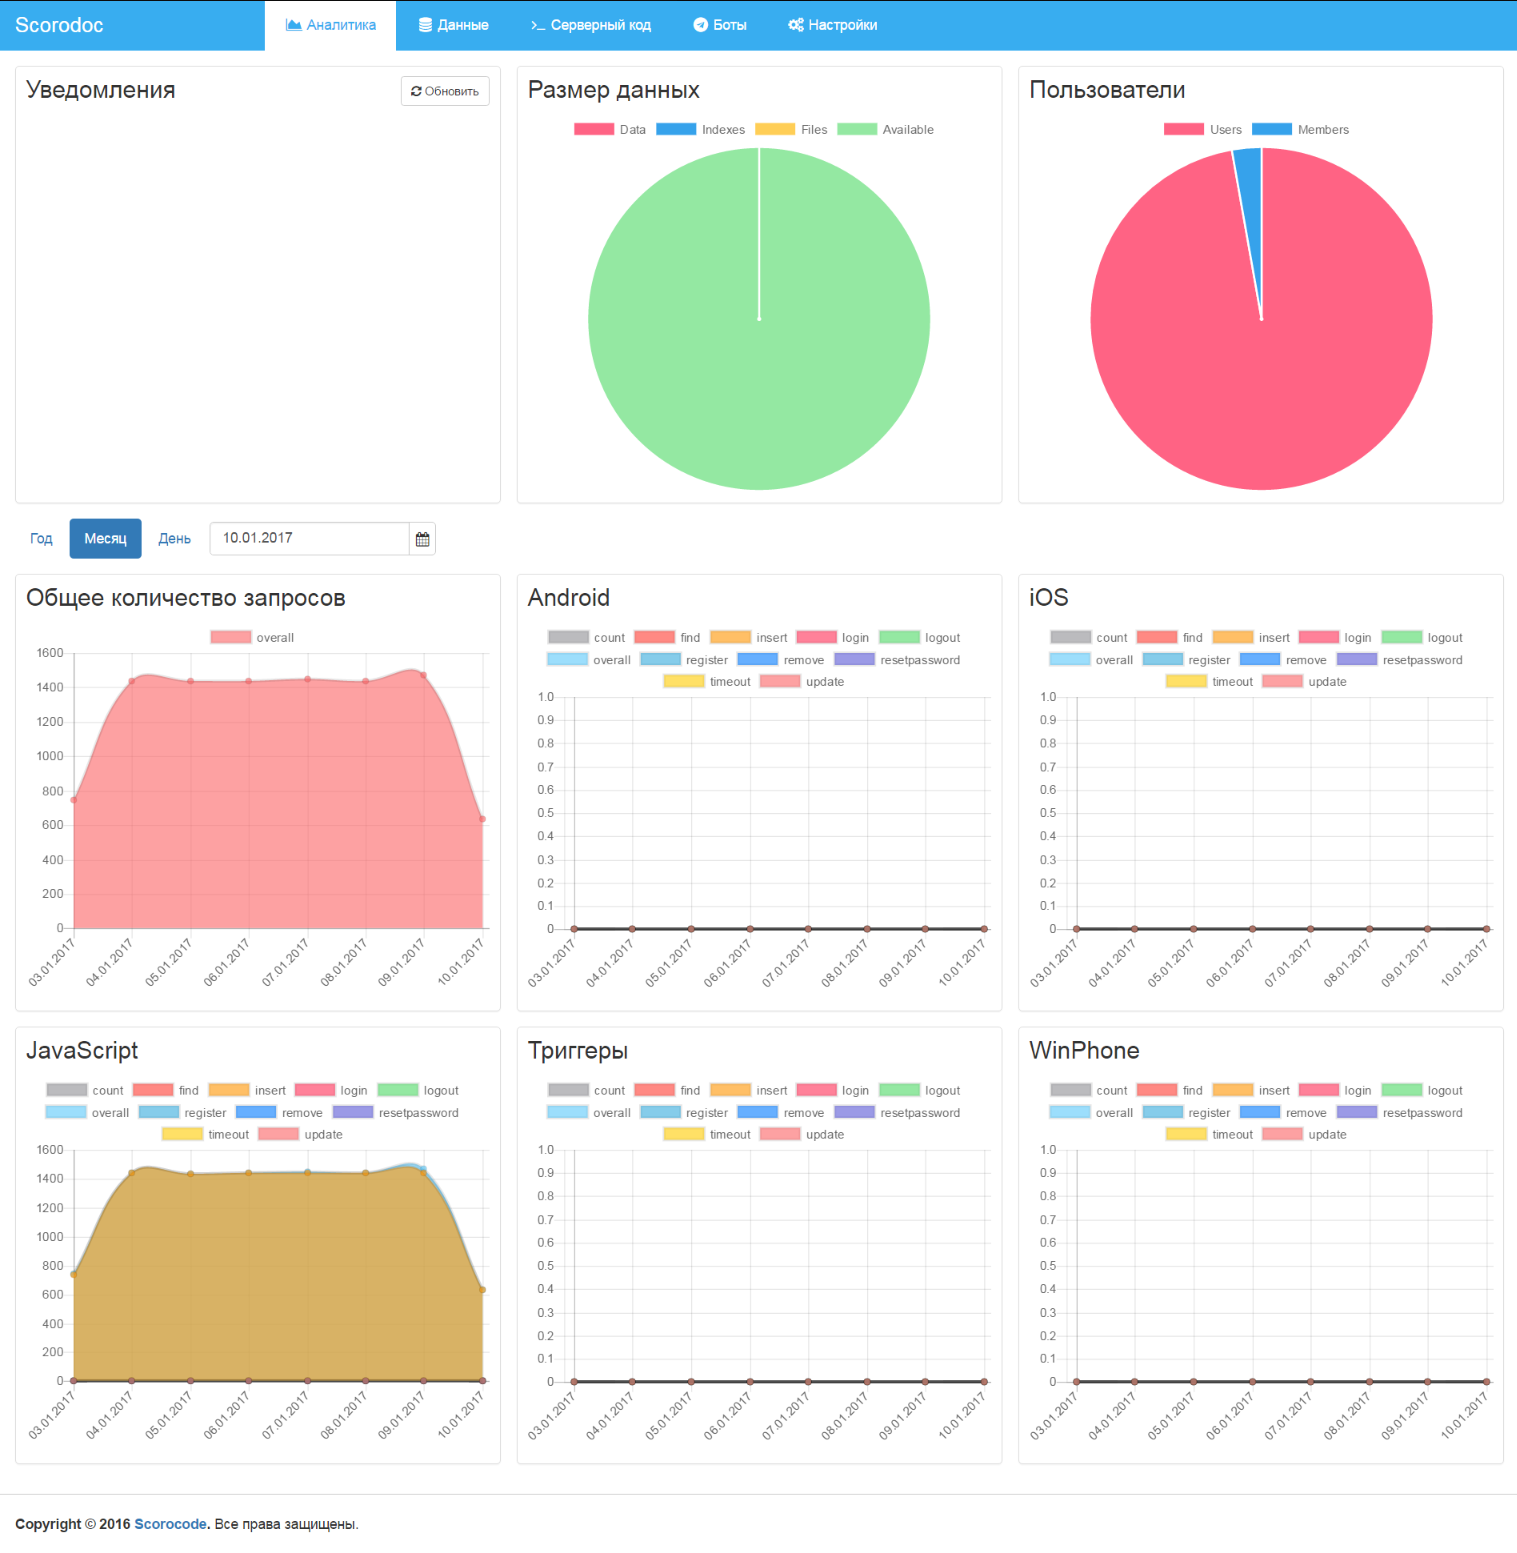 Scorodoc
Аналитика
Данные
Серверный код
Боты
Настройки
Уведомления
Обновить
Размер данных
Data Indexes Files Available
Пользователи
Users Members
Год Месяц День 10.01.2017
Общее количество запросов
overall
1600
1400
1200
1000
800
600
400
200
0
03.01.2017 04.01.2017 05.01.2017 06.01.2017 07.01.2017 08.01.2017 09.01.2017 10.01.2017
Android
count find insert login logout
overall register remove resetpassword
timeout update
1.0
0.9
0.8
0.7
0.6
0.5
0.4
0.3
0.2
0.1
0
03.01.2017 04.01.2017 05.01.2017 06.01.2017 07.01.2017 08.01.2017 09.01.2017 10.01.2017
iOS
count find insert login logout
overall register remove resetpassword
timeout update
1.0
0.9
0.8
0.7
0.6
0.5
0.4
0.3
0.2
0.1
0
03.01.2017 04.01.2017 05.01.2017 06.01.2017 07.01.2017 08.01.2017 09.01.2017 10.01.2017
JavaScript
count find insert login logout
overall register remove resetpassword
timeout update
1600
1400
1200
1000
800
600
400
200
0
03.01.2017 04.01.2017 05.01.2017 06.01.2017 07.01.2017 08.01.2017 09.01.2017 10.01.2017
Триггеры
count find insert login logout
overall register remove resetpassword
timeout update
1.0
0.9
0.8
0.7
0.6
0.5
0.4
0.3
0.2
0.1
0
03.01.2017 04.01.2017 05.01.2017 06.01.2017 07.01.2017 08.01.2017 09.01.2017 10.01.2017
WinPhone
count find insert login logout
overall register remove resetpassword
timeout update
1.0
0.9
0.8
0.7
0.6
0.5
0.4
0.3
0.2
0.1
0
03.01.2017 04.01.2017 05.01.2017 06.01.2017 07.01.2017 08.01.2017 09.01.2017 10.01.2017
Copyright © 2016 Scorocode. Все права защищены.